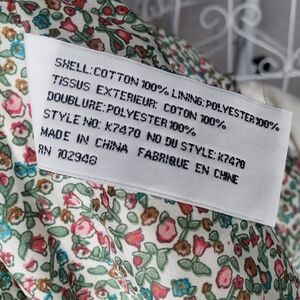 SHELL:COTTON 100% LINING:POLYESTER 100%
TISSUS EXTERIEUR: COTON 100%
DOUBLURE:POLYESTER 100%
STYLE NO: K7470 NO DU STYLE: K7470
MADE IN CHINA FABRIQUE EN CHINE
RN 102948